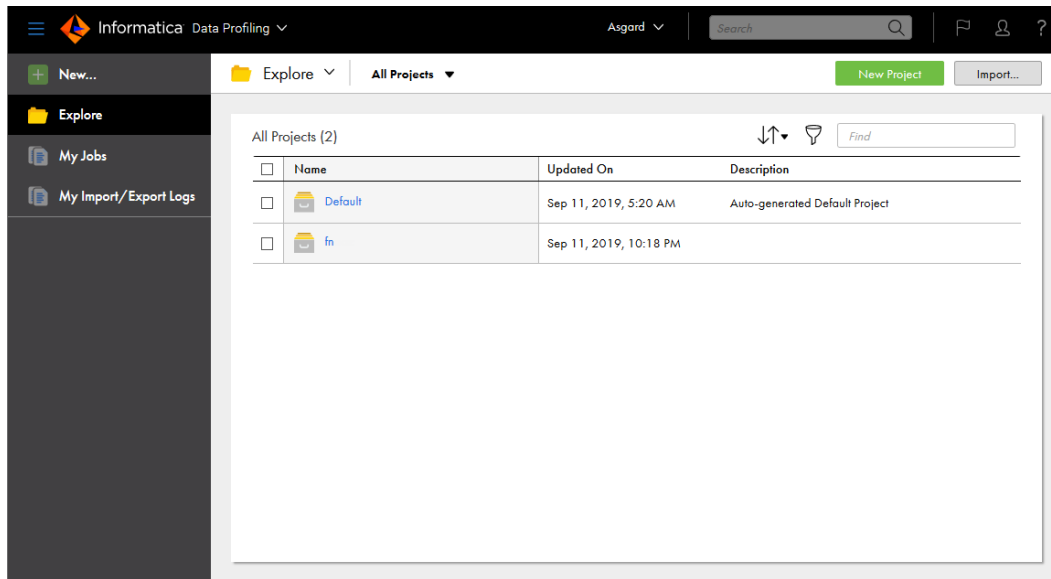 Informatica Data Profiling
Asgard
Search
?
New...
Explore
My Jobs
My Import/Export Logs
Explore
All Projects
New Project
Import...
All Projects (2)
Find
Name Updated On Description
Default Sep 11, 2019, 5:20 AM Auto-generated Default Project
fn Sep 11, 2019, 10:18 PM